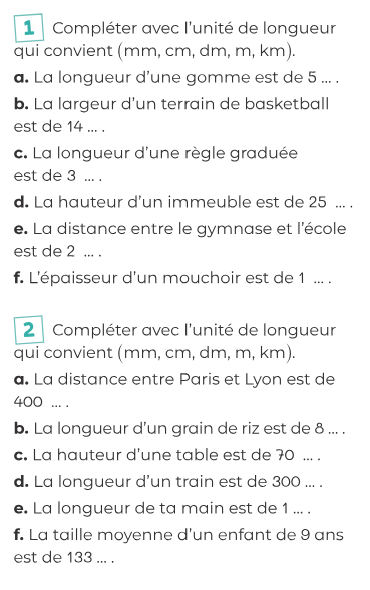 1 Compléter avec l'unité de longueur
qui convient (mm, cm, dm, m, km).
a. La longueur d'une gomme est de 5 ... .
b. La largeur d'un terrain de basketball
est de 14 ... .
c. La longueur d'une règle graduée
est de 3 ... .
d. La hauteur d'un immeuble est de 25 ... .
e. La distance entre le gymnase et l'école
est de 2 ... .
f. L'épaisseur d'un mouchoir est de 1 ... .
2 Compléter avec l'unité de longueur
qui convient (mm, cm, dm, m, km).
a. La distance entre Paris et Lyon est de
400 ... .
b. La longueur d'un grain de riz est de 8 ... .
c. La hauteur d'une table est de 70 ... .
d. La longueur d'un train est de 300 ... .
e. La longueur de ta main est de 1 ... .
f. La taille moyenne d'un enfant de 9 ans
est de 133 ... .